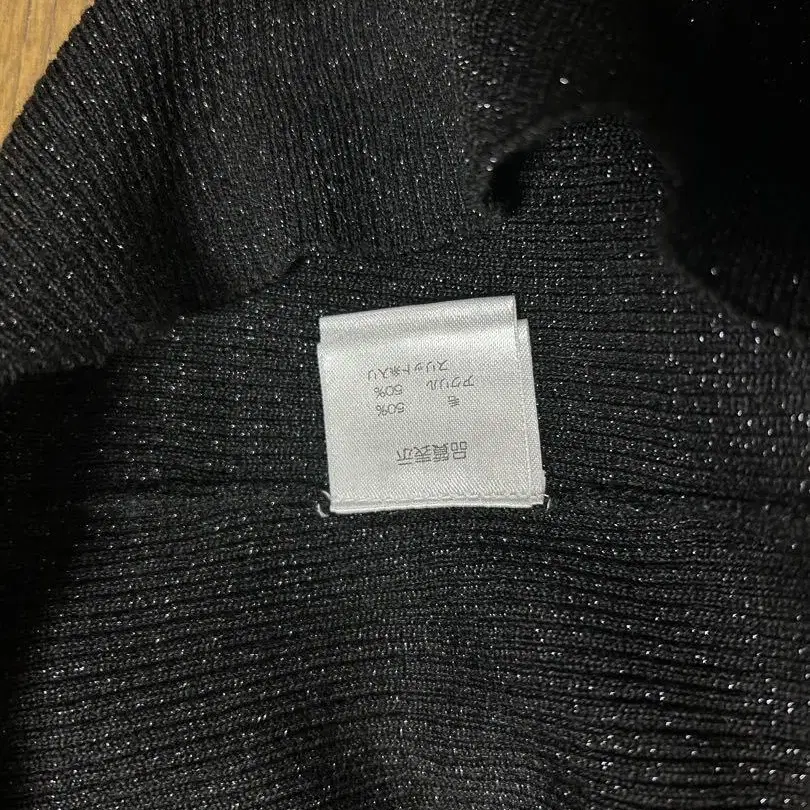 品質表示
毛 50%
アクリル 50%
スリット糸入り